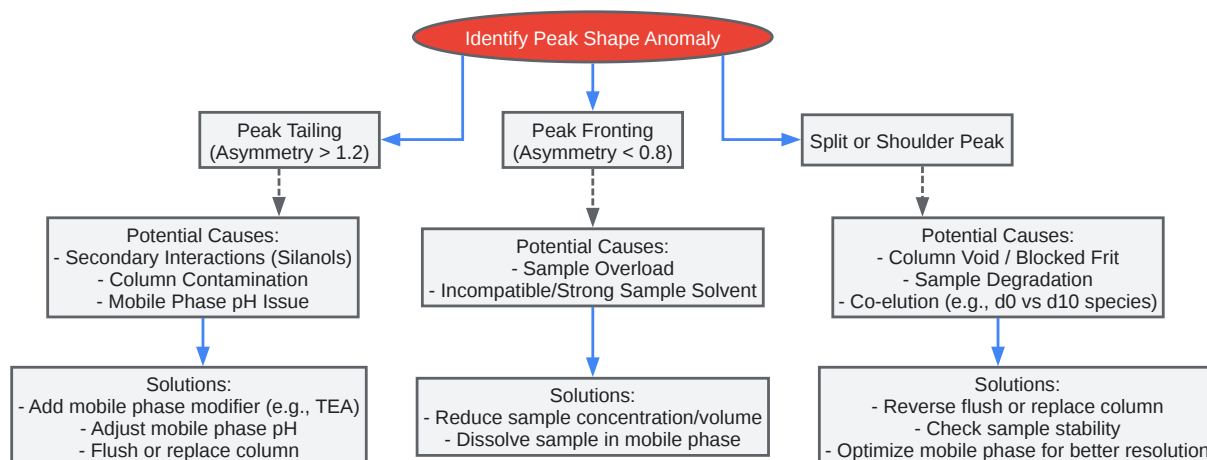 Identify Peak Shape Anomaly
Peak Tailing
(Asymmetry > 1.2)
Peak Fronting
(Asymmetry < 0.8)
Split or Shoulder Peak
Potential Causes:
- Secondary Interactions (Silanols)
- Column Contamination
- Mobile Phase pH Issue
Potential Causes:
- Sample Overload
- Incompatible/Strong Sample Solvent
Potential Causes:
- Column Void / Blocked Frit
- Sample Degradation
- Co-elution (e.g., d0 vs d10 species)
Solutions:
- Add mobile phase modifier (e.g., TEA)
- Adjust mobile phase pH
- Flush or replace column
Solutions:
- Reduce sample concentration/volume
- Dissolve sample in mobile phase
Solutions:
- Reverse flush or replace column
- Check sample stability
- Optimize mobile phase for better resolution